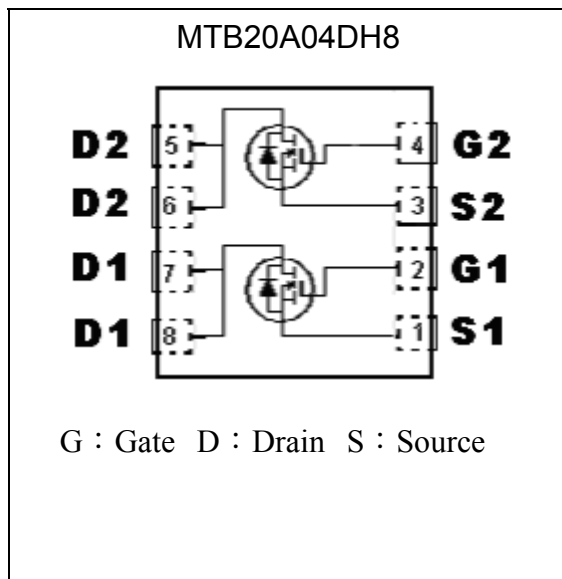 MTB20A04DH8
D2 5 4 G2
D2 6 3 S2
D1 7 2 G1
D1 8 1 S1
G：Gate D：Drain S：Source